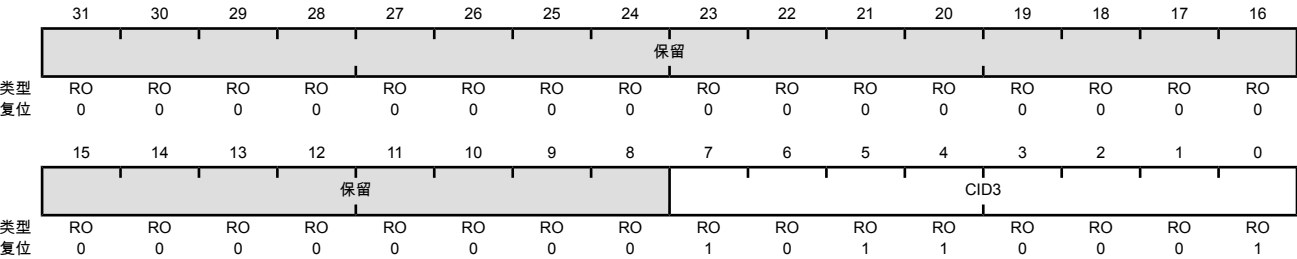 31 30 29 28 27 26 25 24 23 22 21 20 19 18 17 16
保留
类型 RO RO RO RO RO RO RO RO RO RO RO RO RO RO RO RO
复位 0 0 0 0 0 0 0 0 0 0 0 0 0 0 0 0
15 14 13 12 11 10 9 8 7 6 5 4 3 2 1 0
保留 CID3
类型 RO RO RO RO RO RO RO RO RO RO RO RO RO RO RO RO
复位 0 0 0 0 0 0 0 0 1 0 1 1 0 0 0 1